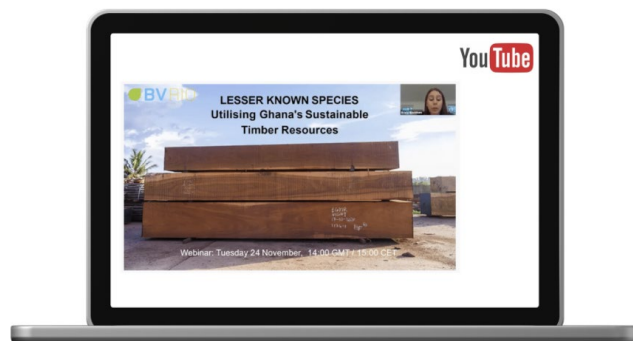 YouTube
BVRio
LESSER KNOWN SPECIES
Utilising Ghana's Sustainable
Timber Resources
Webinar: Tuesday 24 November, 14:00 GMT / 15:00 CET